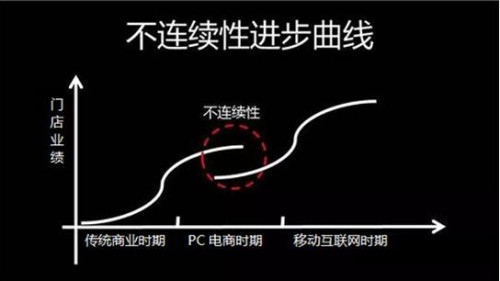 不连续性进步曲线
门店业绩
不连续性
传统商业时期
PC 电商时期
移动互联网时期